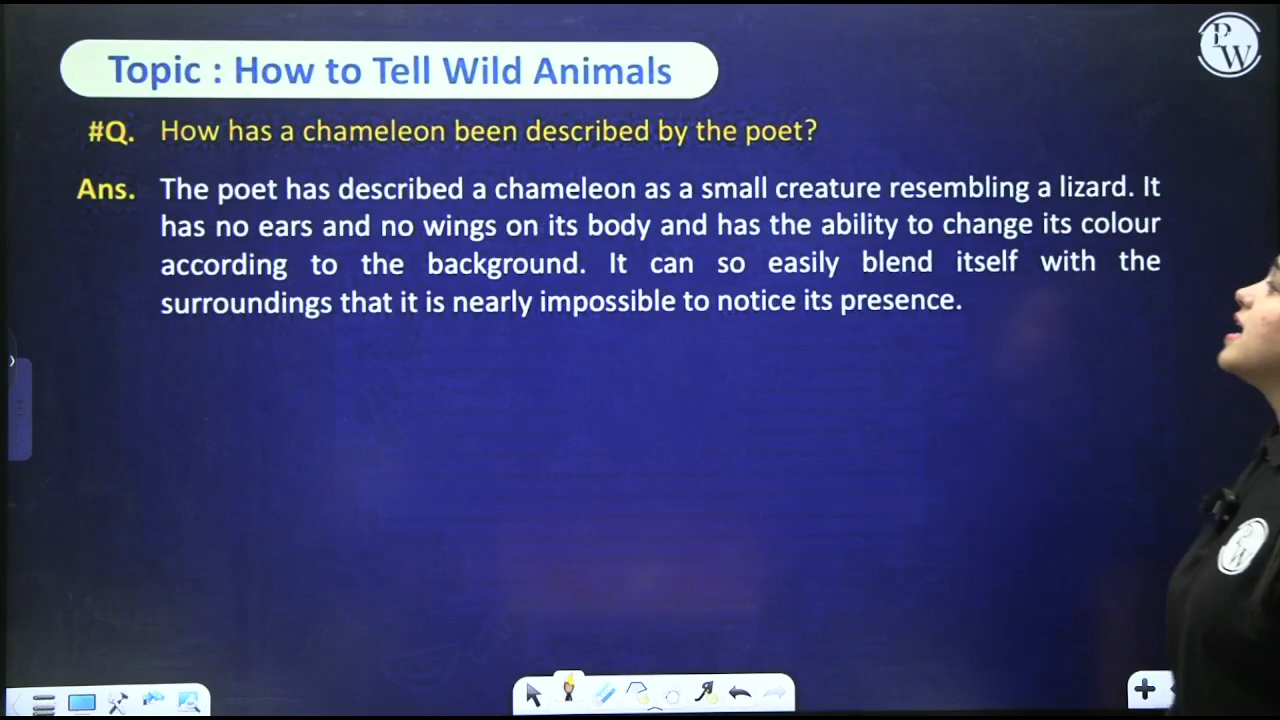 PW
Topic : How to Tell Wild Animals
#Q. How has a chameleon been described by the poet?
Ans. The poet has described a chameleon as a small creature resembling a lizard. It
has no ears and no wings on its body and has the ability to change its colour
according to the background. It can so easily blend itself with the
surroundings that it is nearly impossible to notice its presence.
PW